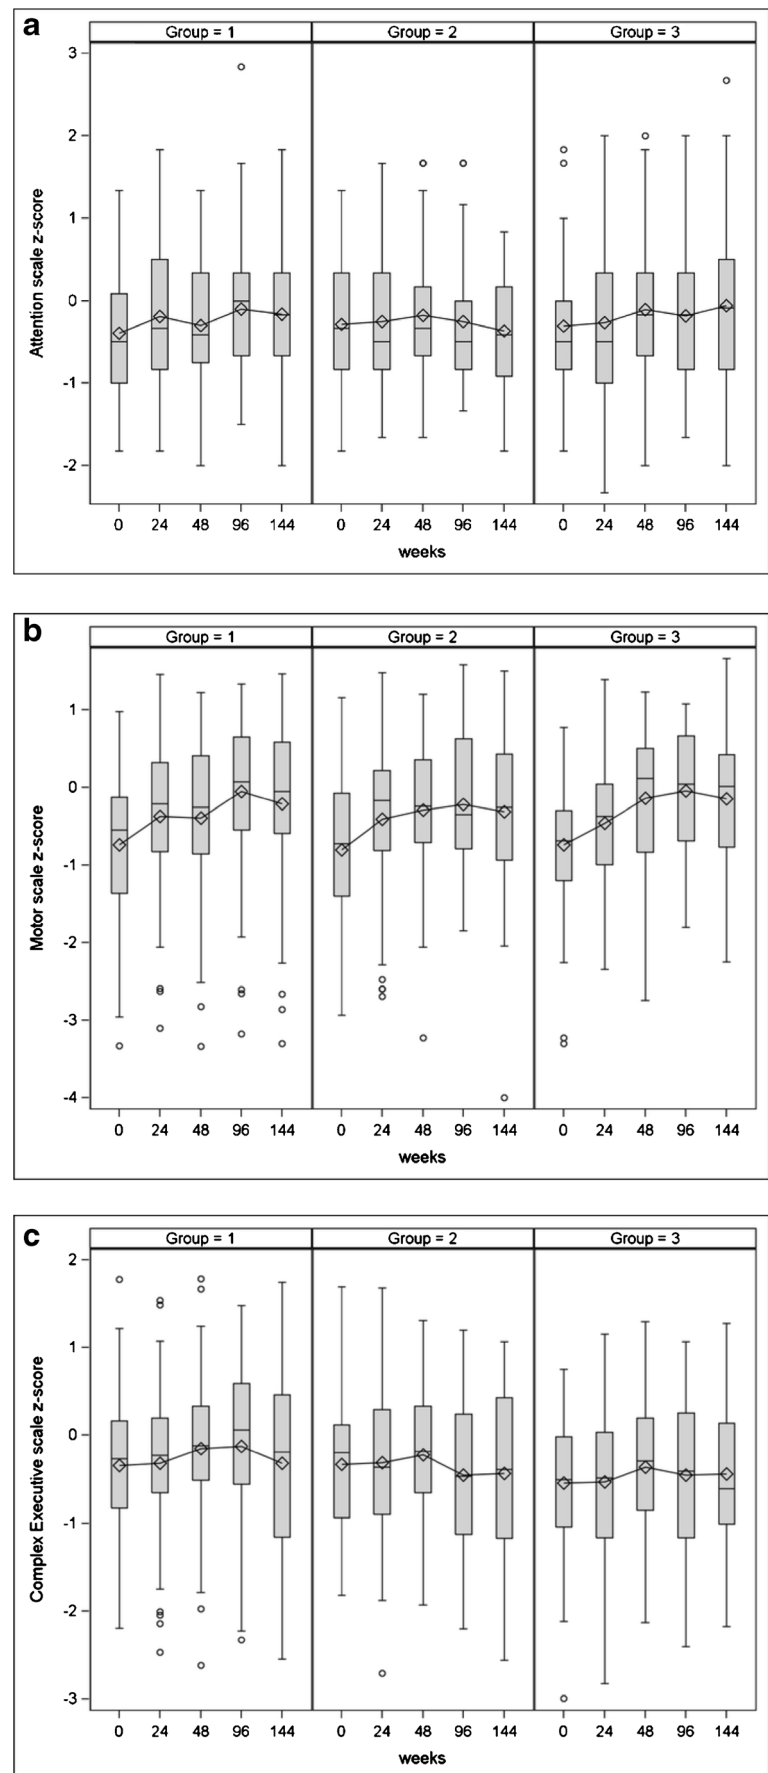 a
Group = 1 Group = 2 Group = 3
3
2
1
0
-1
-2
Attention scale z-score
0 24 48 96 144 0 24 48 96 144 0 24 48 96 144
weeks
b
Group = 1 Group = 2 Group = 3
1
0
-1
-2
-3
-4
Motor scale z-score
0 24 48 96 144 0 24 48 96 144 0 24 48 96 144
weeks
c
Group = 1 Group = 2 Group = 3
2
1
0
-1
-2
-3
Complex Executive scale z-score
0 24 48 96 144 0 24 48 96 144 0 24 48 96 144
weeks